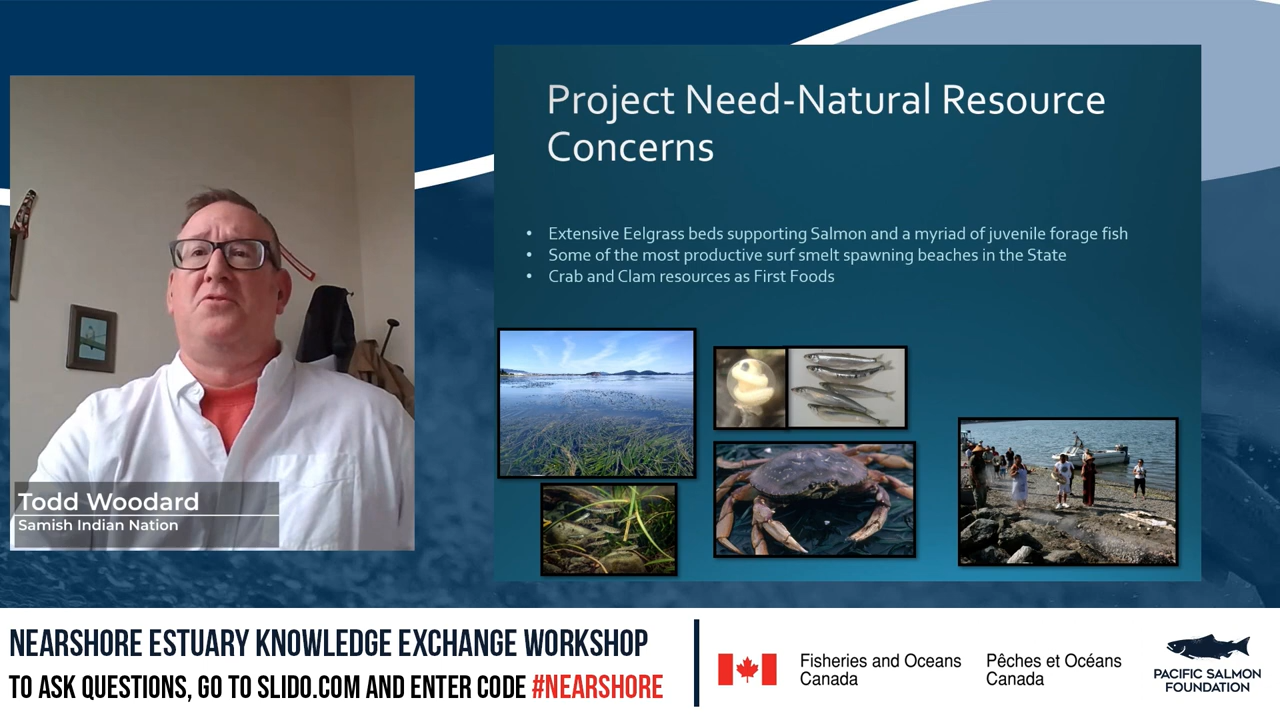 Project Need-Natural Resource
Concerns
• Extensive Eelgrass beds supporting Salmon and a myriad of juvenile forage fish
• Some of the most productive surf smelt spawning beaches in the State
• Crab and Clam resources as First Foods
Todd Woodard
Samish Indian Nation
NEARSHORE ESTUARY KNOWLEDGE EXCHANGE WORKSHOP
TO ASK QUESTIONS, GO TO SLIDO.COM AND ENTER CODE #NEARSHORE
Fisheries and Oceans
Canada
Pêches et Océans
Canada
PACIFIC SALMON
FOUNDATION